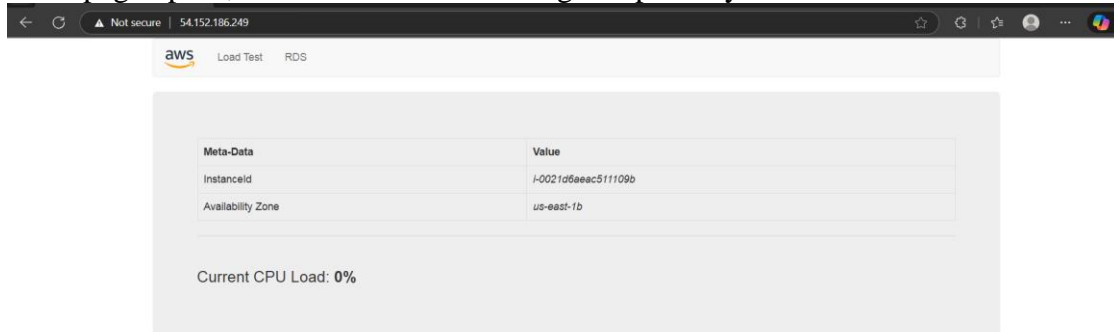 Not secure 54.152.186.249
aws Load Test RDS
Meta-Data Value
InstanceId i-0021d6aeac511109b
Availability Zone us-east-1b
Current CPU Load: 0%